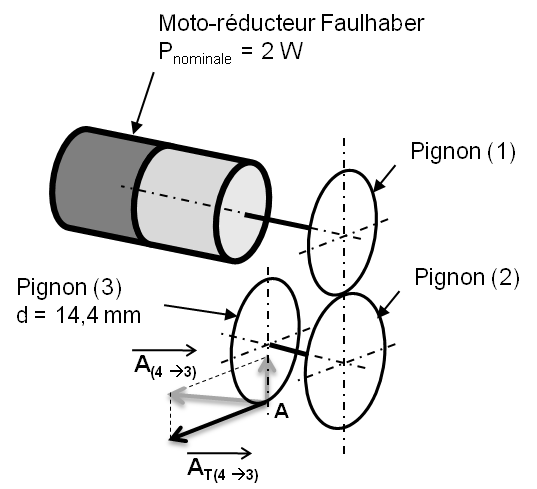 Moto-réducteur Faulhaber
Pnominale = 2 W
Pignon (1)
Pignon (2)
Pignon (3)
d = 14,4 mm
A(4 →3)
A
AT(4 →3)